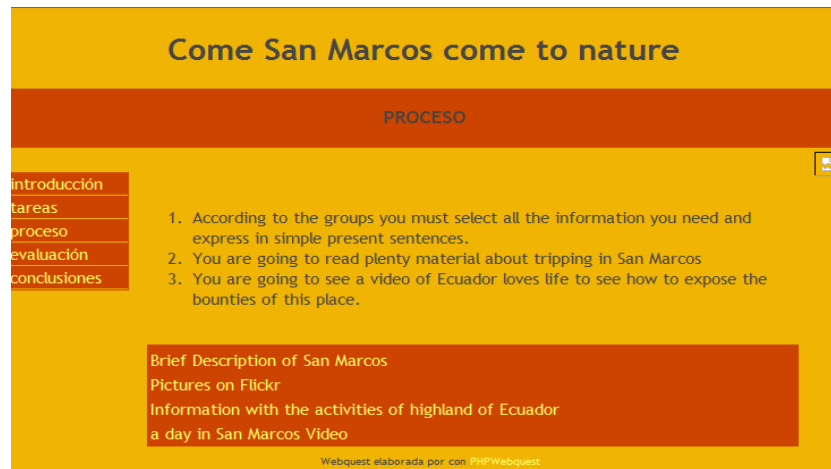 Come San Marcos come to nature
PROCESO
introducción
tareas
proceso
evaluación
conclusiones
1. According to the groups you must select all the information you need and
express in simple present sentences.
2. You are going to read plenty material about tripping in San Marcos
3. You are going to see a video of Ecuador loves life to see how to expose the
bounties of this place.
Brief Description of San Marcos
Pictures on Flickr
Information with the activities of highland of Ecuador
a day in San Marcos Video
Webquest elaborada por con PHPWebquest